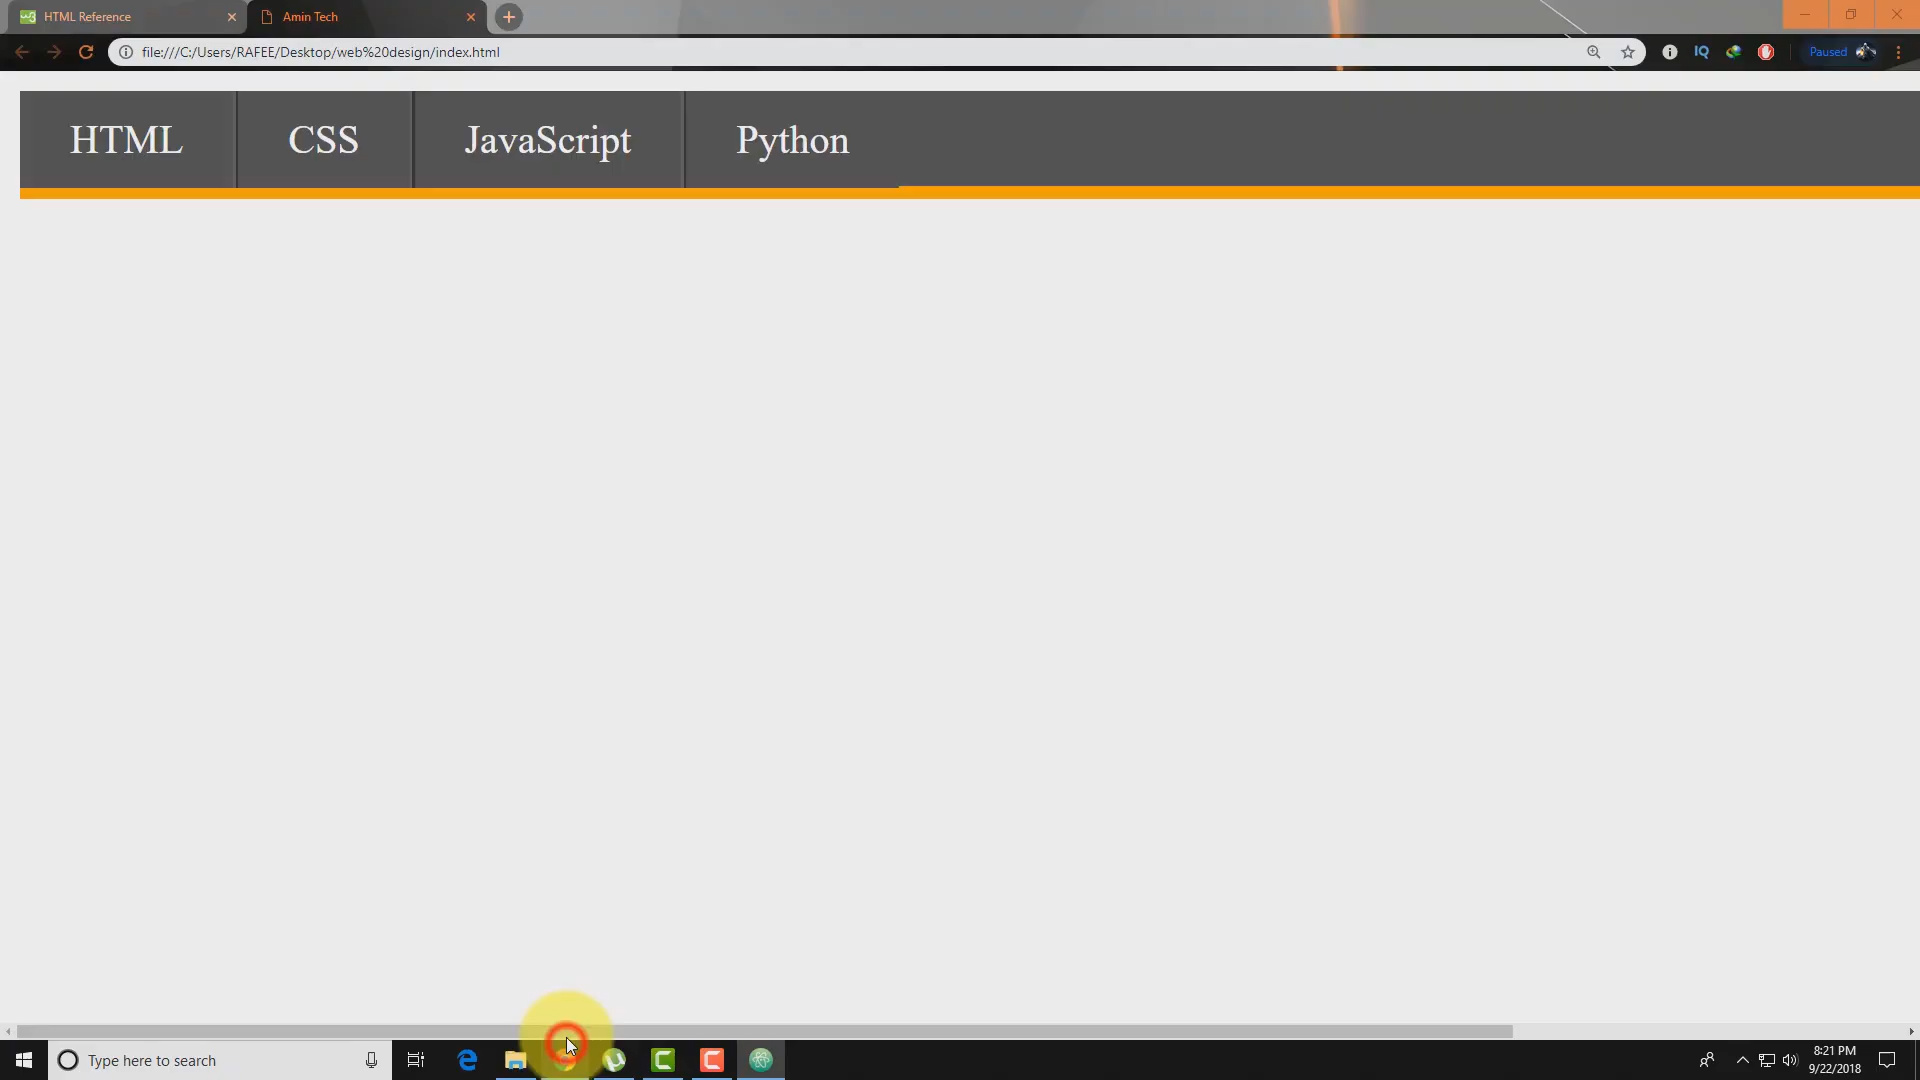 HTML Reference
Amin Tech
file:///C:/Users/RAFEE/Desktop/web%20design/index.html
IQ
Paused
HTML
CSS
JavaScript
Python
Type here to search
8:21 PM
9/22/2018